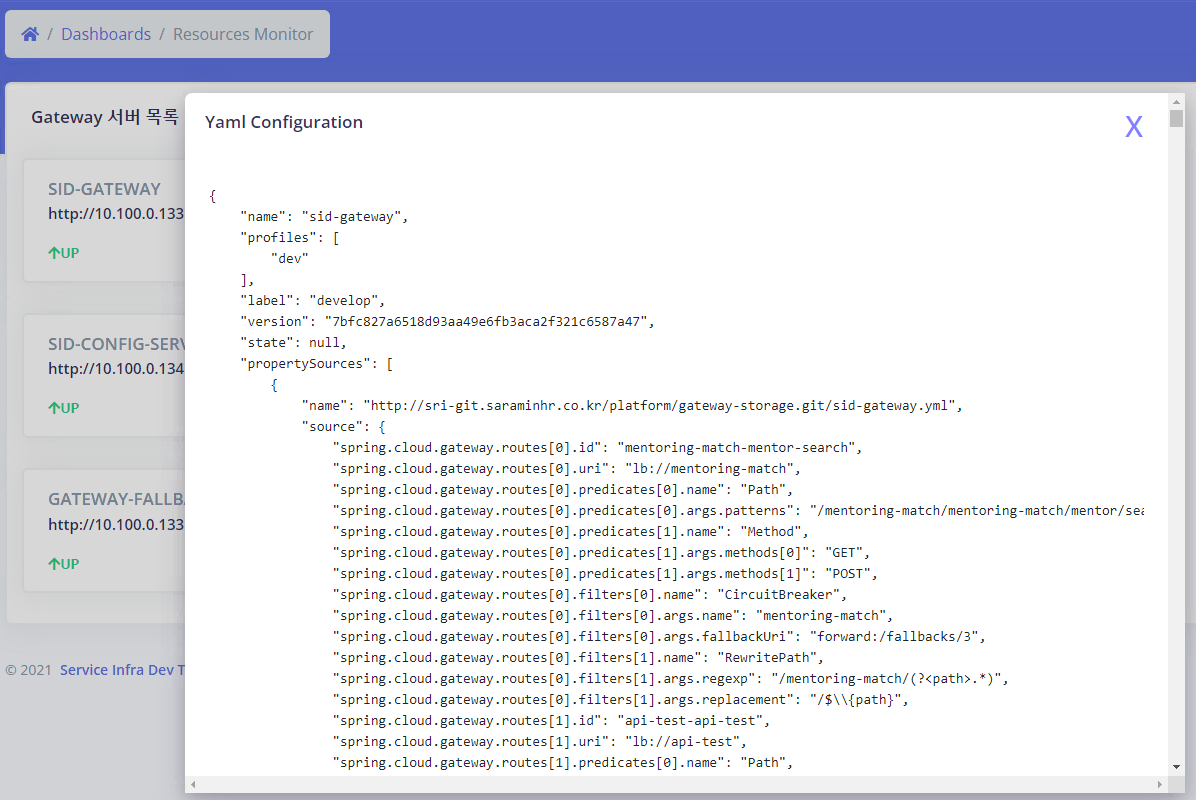 / Dashboards / Resources Monitor
Gateway 서버 목록
SID-GATEWAY
http://10.100.0.133
UP
SID-CONFIG-SERV
http://10.100.0.134
UP
GATEWAY-FALLBA
http://10.100.0.133
UP
© 2021 Service Infra Dev T
Yaml Configuration
X
{
"name": "sid-gateway",
"profiles": [
"dev"
],
"label": "develop",
"version": "7bfc827a6518d93aa49e6fb3aca2f321c6587a47",
"state": null,
"propertySources": [
{
"name": "http://sri-git.saraminhr.co.kr/platform/gateway-storage.git/sid-gateway.yml",
"source": {
"spring.cloud.gateway.routes[0].id": "mentoring-match-mentor-search",
"spring.cloud.gateway.routes[0].uri": "lb://mentoring-match",
"spring.cloud.gateway.routes[0].predicates[0].name": "Path",
"spring.cloud.gateway.routes[0].predicates[0].args.patterns": "/mentoring-match/mentoring-match/mentor/sea
"spring.cloud.gateway.routes[0].predicates[1].name": "Method",
"spring.cloud.gateway.routes[0].predicates[1].args.methods[0]": "GET",
"spring.cloud.gateway.routes[0].predicates[1].args.methods[1]": "POST",
"spring.cloud.gateway.routes[0].filters[0].name": "CircuitBreaker",
"spring.cloud.gateway.routes[0].filters[0].args.name": "mentoring-match",
"spring.cloud.gateway.routes[0].filters[0].args.fallbackUri": "forward:/fallbacks/3",
"spring.cloud.gateway.routes[0].filters[1].name": "RewritePath",
"spring.cloud.gateway.routes[0].filters[1].args.regexp": "/mentoring-match/(?<path>.*)",
"spring.cloud.gateway.routes[0].filters[1].args.replacement": "/$\\{path}",
"spring.cloud.gateway.routes[1].id": "api-test-api-test",
"spring.cloud.gateway.routes[1].uri": "lb://api-test",
"spring.cloud.gateway.routes[1].predicates[0].name": "Path",